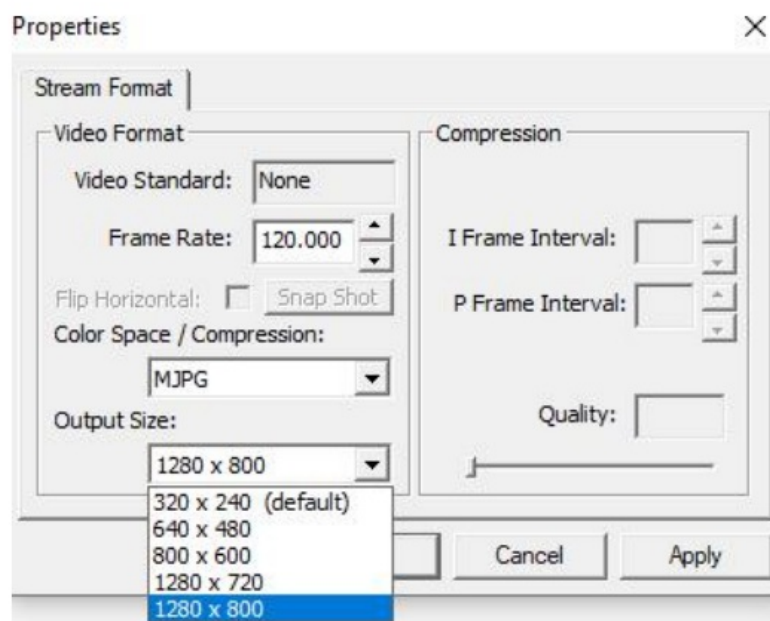 Properties
Stream Format
Video Format
Video Standard: None
Frame Rate: 120.000
Flip Horizontal: Snap Shot
Color Space / Compression:
MJPG
Output Size:
1280 x 800
320 x 240 (default)
640 x 480
800 x 600
1280 x 720
1280 x 800
Compression
I Frame Interval:
P Frame Interval:
Quality:
Cancel
Apply